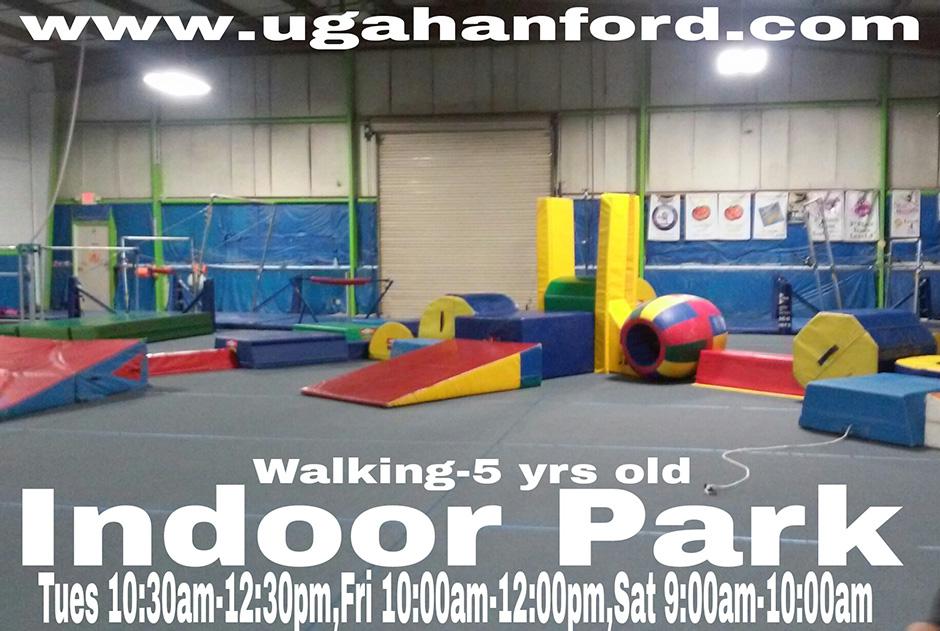 www.ugahanford.com
Walking-5 yrs old
Indoor Park
Tues 10:30am-12:30pm,Fri 10:00am-12:00pm,Sat 9:00am-10:00am